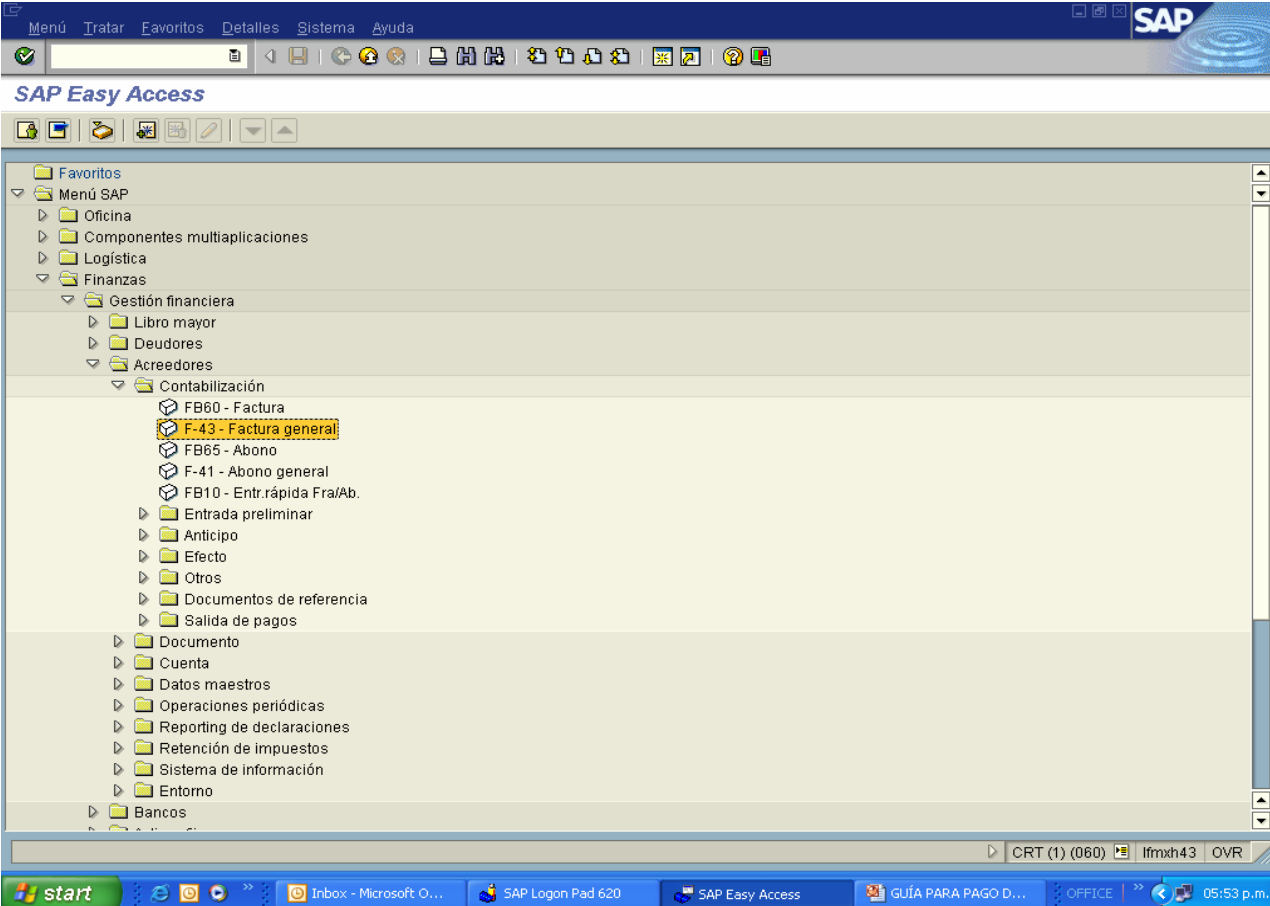 Menú Tratar Favoritos Detalles Sistema Ayuda
SAP
SAP Easy Access
Favoritos
Menú SAP
Oficina
Componentes multiaplicaciones
Logística
Finanzas
Gestión financiera
Libro mayor
Deudores
Acreedores
Contabilización
FB60 - Factura
F-43 - Factura general
FB65 - Abono
F-41 - Abono general
FB10 - Entr.rápida Fra/Ab.
Entrada preliminar
Anticipo
Efecto
Otros
Documentos de referencia
Salida de pagos
Documento
Cuenta
Datos maestros
Operaciones periódicas
Reporting de declaraciones
Retención de impuestos
Sistema de información
Entorno
Bancos
CRT (1) (060) lfmxh43 OVR
start Inbox - Microsoft O... SAP Logon Pad 620 SAP Easy Access GUÍA PARA PAGO D... OFFICE 05:53 p.m.